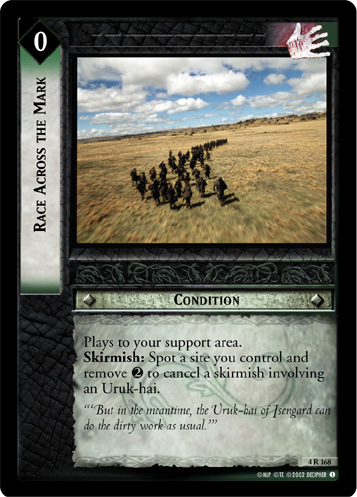 0
RACE ACROSS THE MARK
CONDITION
Plays to your support area.
Skirmish: Spot a site you control and
remove 2 to cancel a skirmish involving
an Uruk-hai.
“‘But in the meantime, the Uruk-hai of Isengard can
do the dirty work as usual.’”
4 R 168
©NLP ©TE ©2002 DECIPHER 1